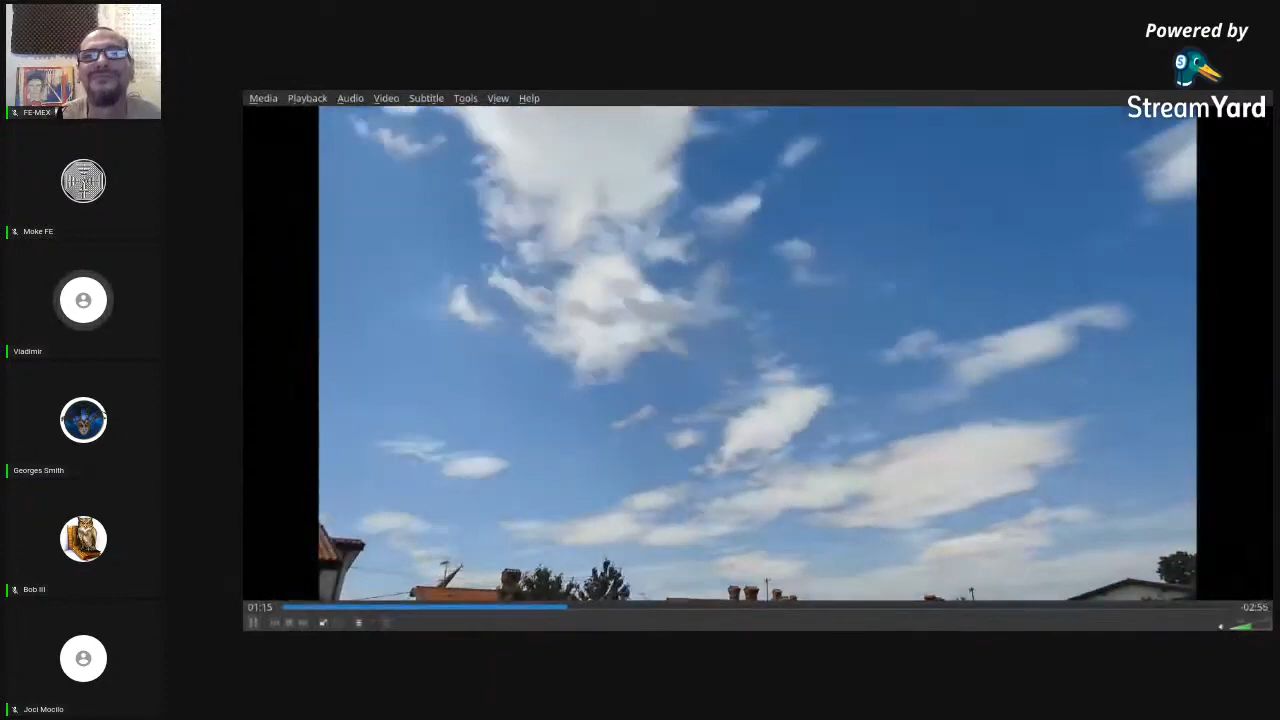 Powered by
StreamYard
Media Playback Audio Video Subtitle Tools View Help
FE-MEX
Moke FE
Vladimir
Georges Smith
Bob III
Joci Mocilo
01:15
-02:55